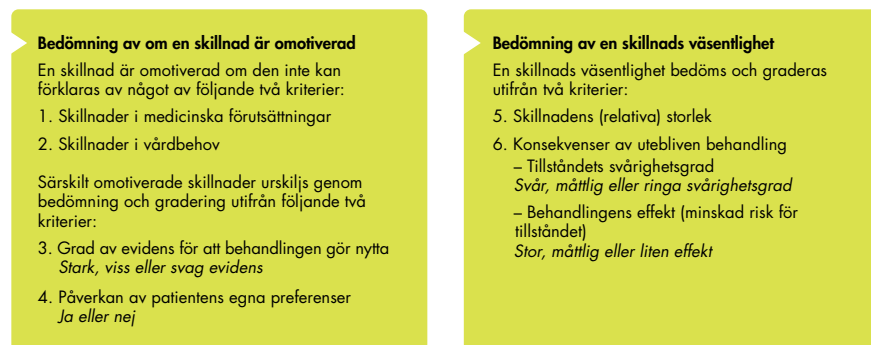 Bedömning av om en skillnad är omotiverad
En skillnad är omotiverad om den inte kan
förklaras av något av följande två kriterier:
1. Skillnader i medicinska förutsättningar
2. Skillnader i vårdbehov
Särskilt omotiverade skillnader urskiljs genom
bedömning och gradering utifrån följande två
kriterier:
3. Grad av evidens för att behandlingen gör nytta
Stark, viss eller svag evidens
4. Påverkan av patientens egna preferenser
Ja eller nej
Bedömning av en skillnads väsentlighet
En skillnads väsentlighet bedöms och graderas
utifrån två kriterier:
5. Skillnadens (relativa) storlek
6. Konsekvenser av utebliven behandling
– Tillståndets svårighetsgrad
Svår, måttlig eller ringa svårighetsgrad
– Behandlingens effekt (minskad risk för
tillståndet)
Stor, måttlig eller liten effekt